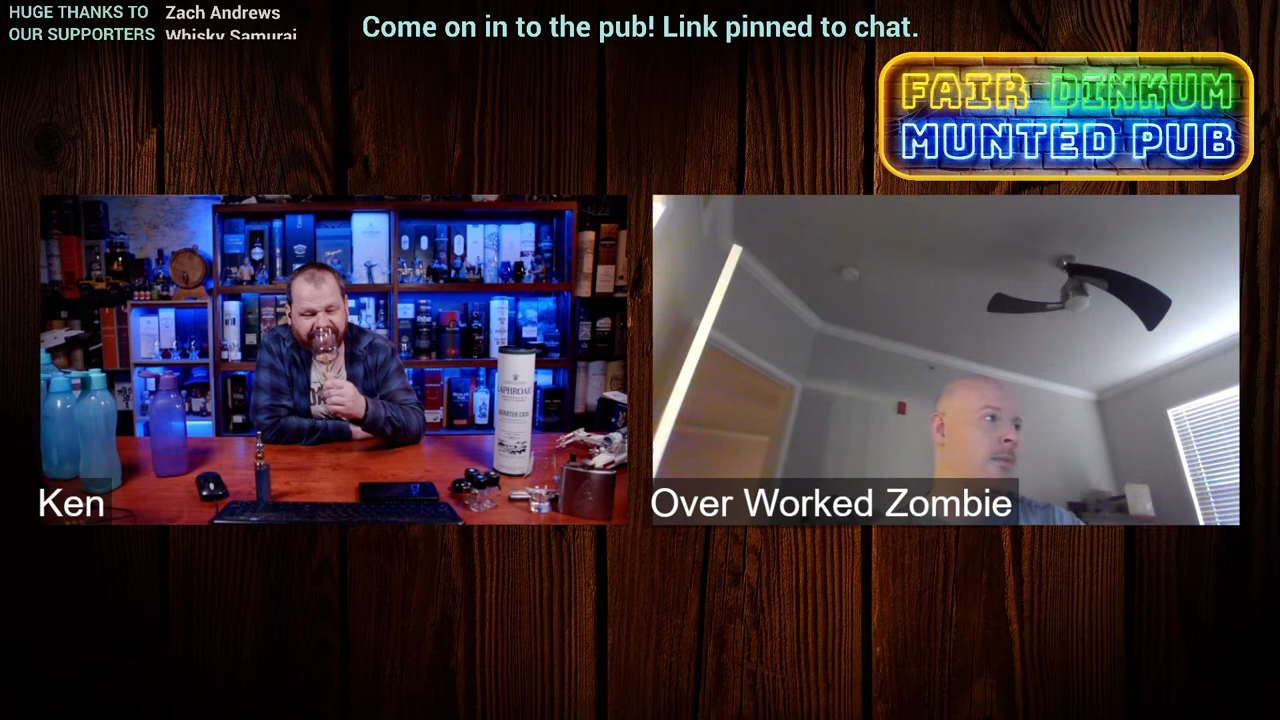 HUGE THANKS TO
OUR SUPPORTERS
Zach Andrews
Whisky Samurai
Come on in to the pub! Link pinned to chat.
FAIR DINKUM
MUNTED PUB
LAPHROAIG
QUARTER CASK
Ken
Over Worked Zombie